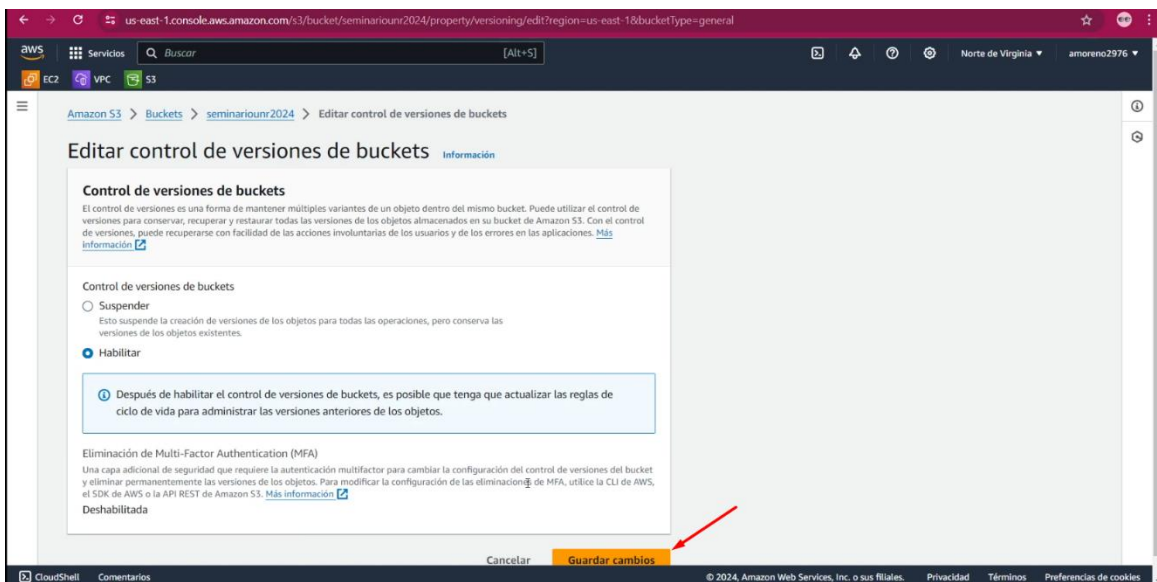 us-east-1.console.aws.amazon.com/s3/bucket/seminariounr2024/property/versioning/edit?region=us-east-1&bucketType=general
aws Servicios Buscar [Alt+S] Norte de Virginia amoreno2976
EC2 VPC S3
Amazon S3 > Buckets > seminariounr2024 > Editar control de versiones de buckets
Editar control de versiones de buckets Información
Control de versiones de buckets
El control de versiones es una forma de mantener múltiples variantes de un objeto dentro del mismo bucket. Puede utilizar el control de
versiones para conservar, recuperar y restaurar todas las versiones de los objetos almacenados en su bucket de Amazon S3. Con el control
de versiones, puede recuperarse con facilidad de las acciones involuntarias de los usuarios y de los errores en las aplicaciones. Más
información
Control de versiones de buckets
Suspender
Esto suspende la creación de versiones de los objetos para todas las operaciones, pero conserva las
versiones de los objetos existentes.
Habilitar
Después de habilitar el control de versiones de buckets, es posible que tenga que actualizar las reglas de
ciclo de vida para administrar las versiones anteriores de los objetos.
Eliminación de Multi-Factor Authentication (MFA)
Una capa adicional de seguridad que requiere la autenticación multifactor para cambiar la configuración del control de versiones del bucket
y eliminar permanentemente las versiones de los objetos. Para modificar la configuración de las eliminaciones de MFA, utilice la CLI de AWS,
el SDK de AWS o la API REST de Amazon S3. Más información
Deshabilitada
Cancelar Guardar cambios
CloudShell Comentarios © 2024, Amazon Web Services, Inc. o sus filiales. Privacidad Términos Preferencias de cookies